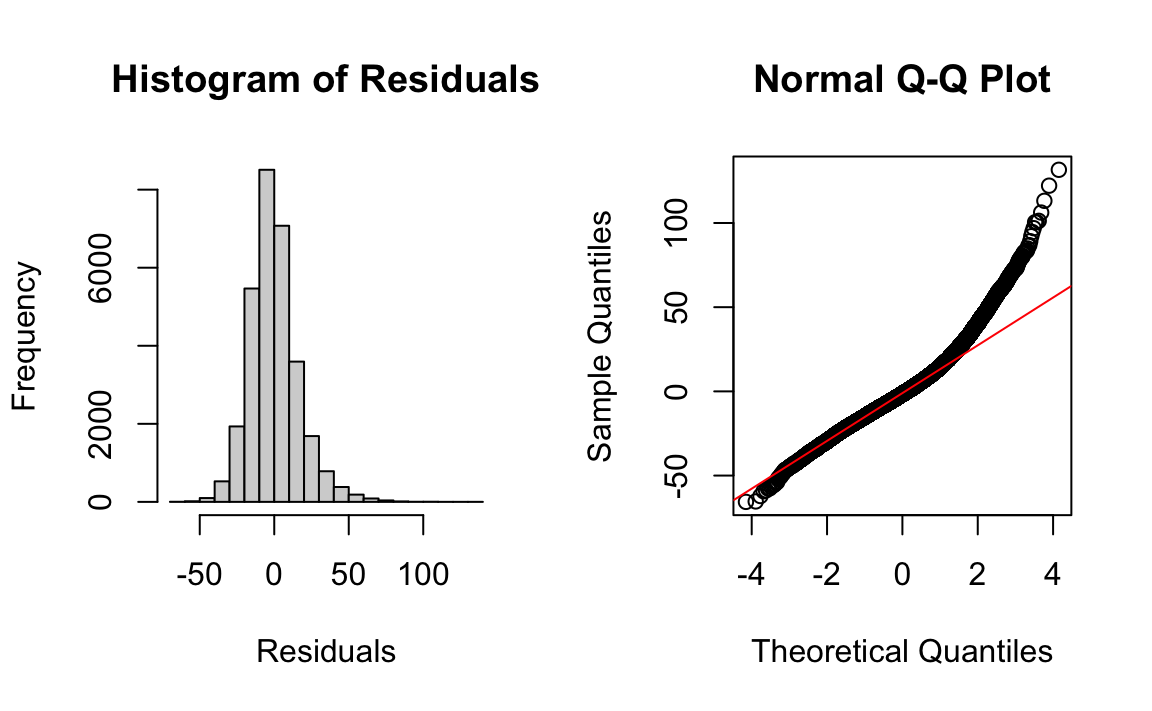 Histogram of Residuals
Frequency
0
2000
6000
-50 0 50 100
Residuals
Normal Q-Q Plot
Sample Quantiles
-50
0
50
100
-4 -2 0 2 4
Theoretical Quantiles